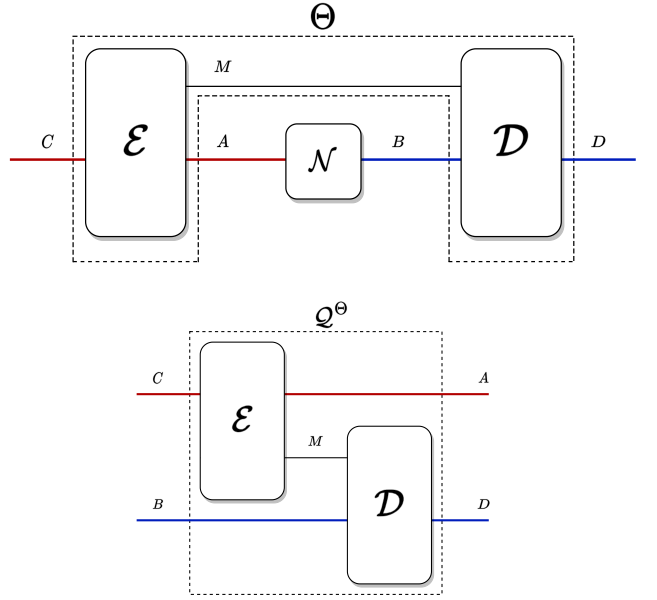 Θ
M
C ℰ A 𝒩 B 𝒟 D
𝒬^Θ
C ℰ A
M
B 𝒟 D